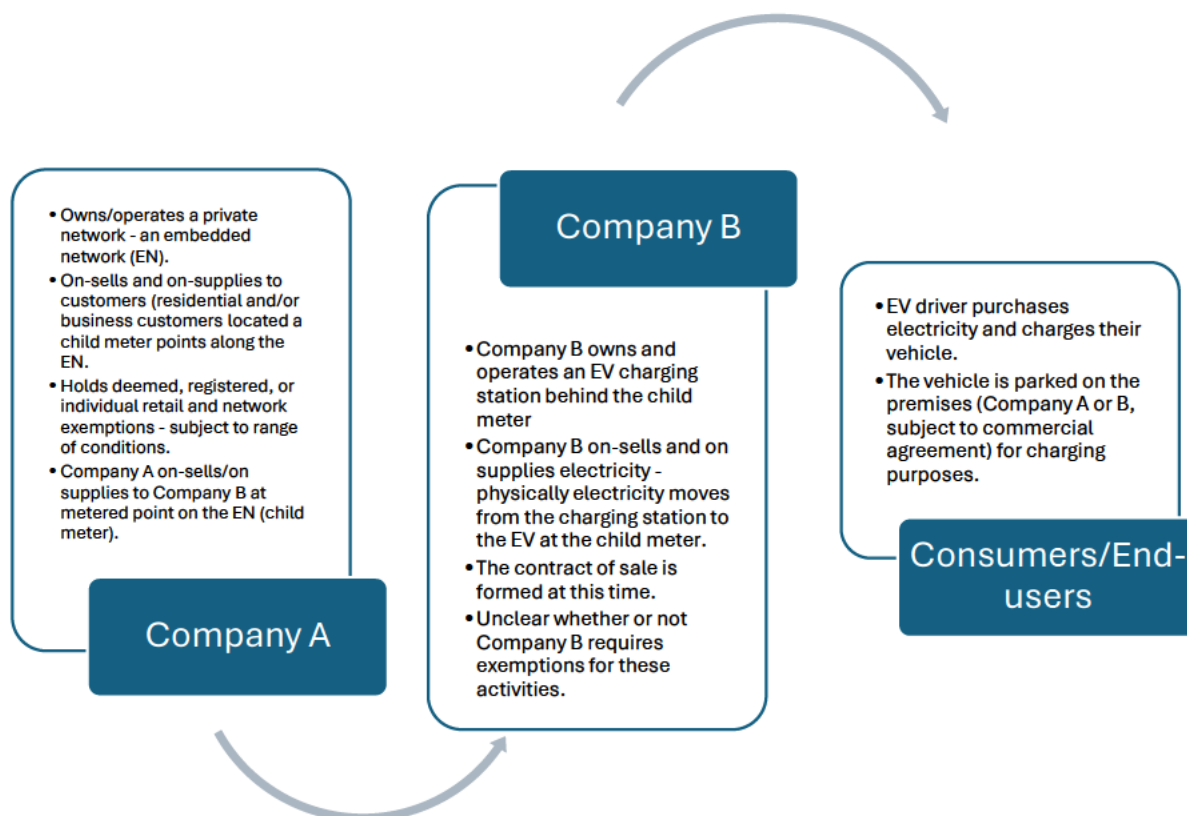 • Owns/operates a private
network - an embedded
network (EN).
• On-sells and on-supplies to
customers (residential and/or
business customers located a
child meter points along the
EN.
• Holds deemed, registered, or
individual retail and network
exemptions - subject to range
of conditions.
• Company A on-sells/on
supplies to Company B at
metered point on the EN (child
meter).
Company A
Company B
• Company B owns and
operates an EV charging
station behind the child
meter
• Company B on-sells and on
supplies electricity -
physically electricity moves
from the charging station to
the EV at the child meter.
• The contract of sale is
formed at this time.
• Unclear whether or not
Company B requires
exemptions for these
activities.
• EV driver purchases
electricity and charges their
vehicle.
• The vehicle is parked on the
premises (Company A or B,
subject to commercial
agreement) for charging
purposes.
Consumers/End-
users